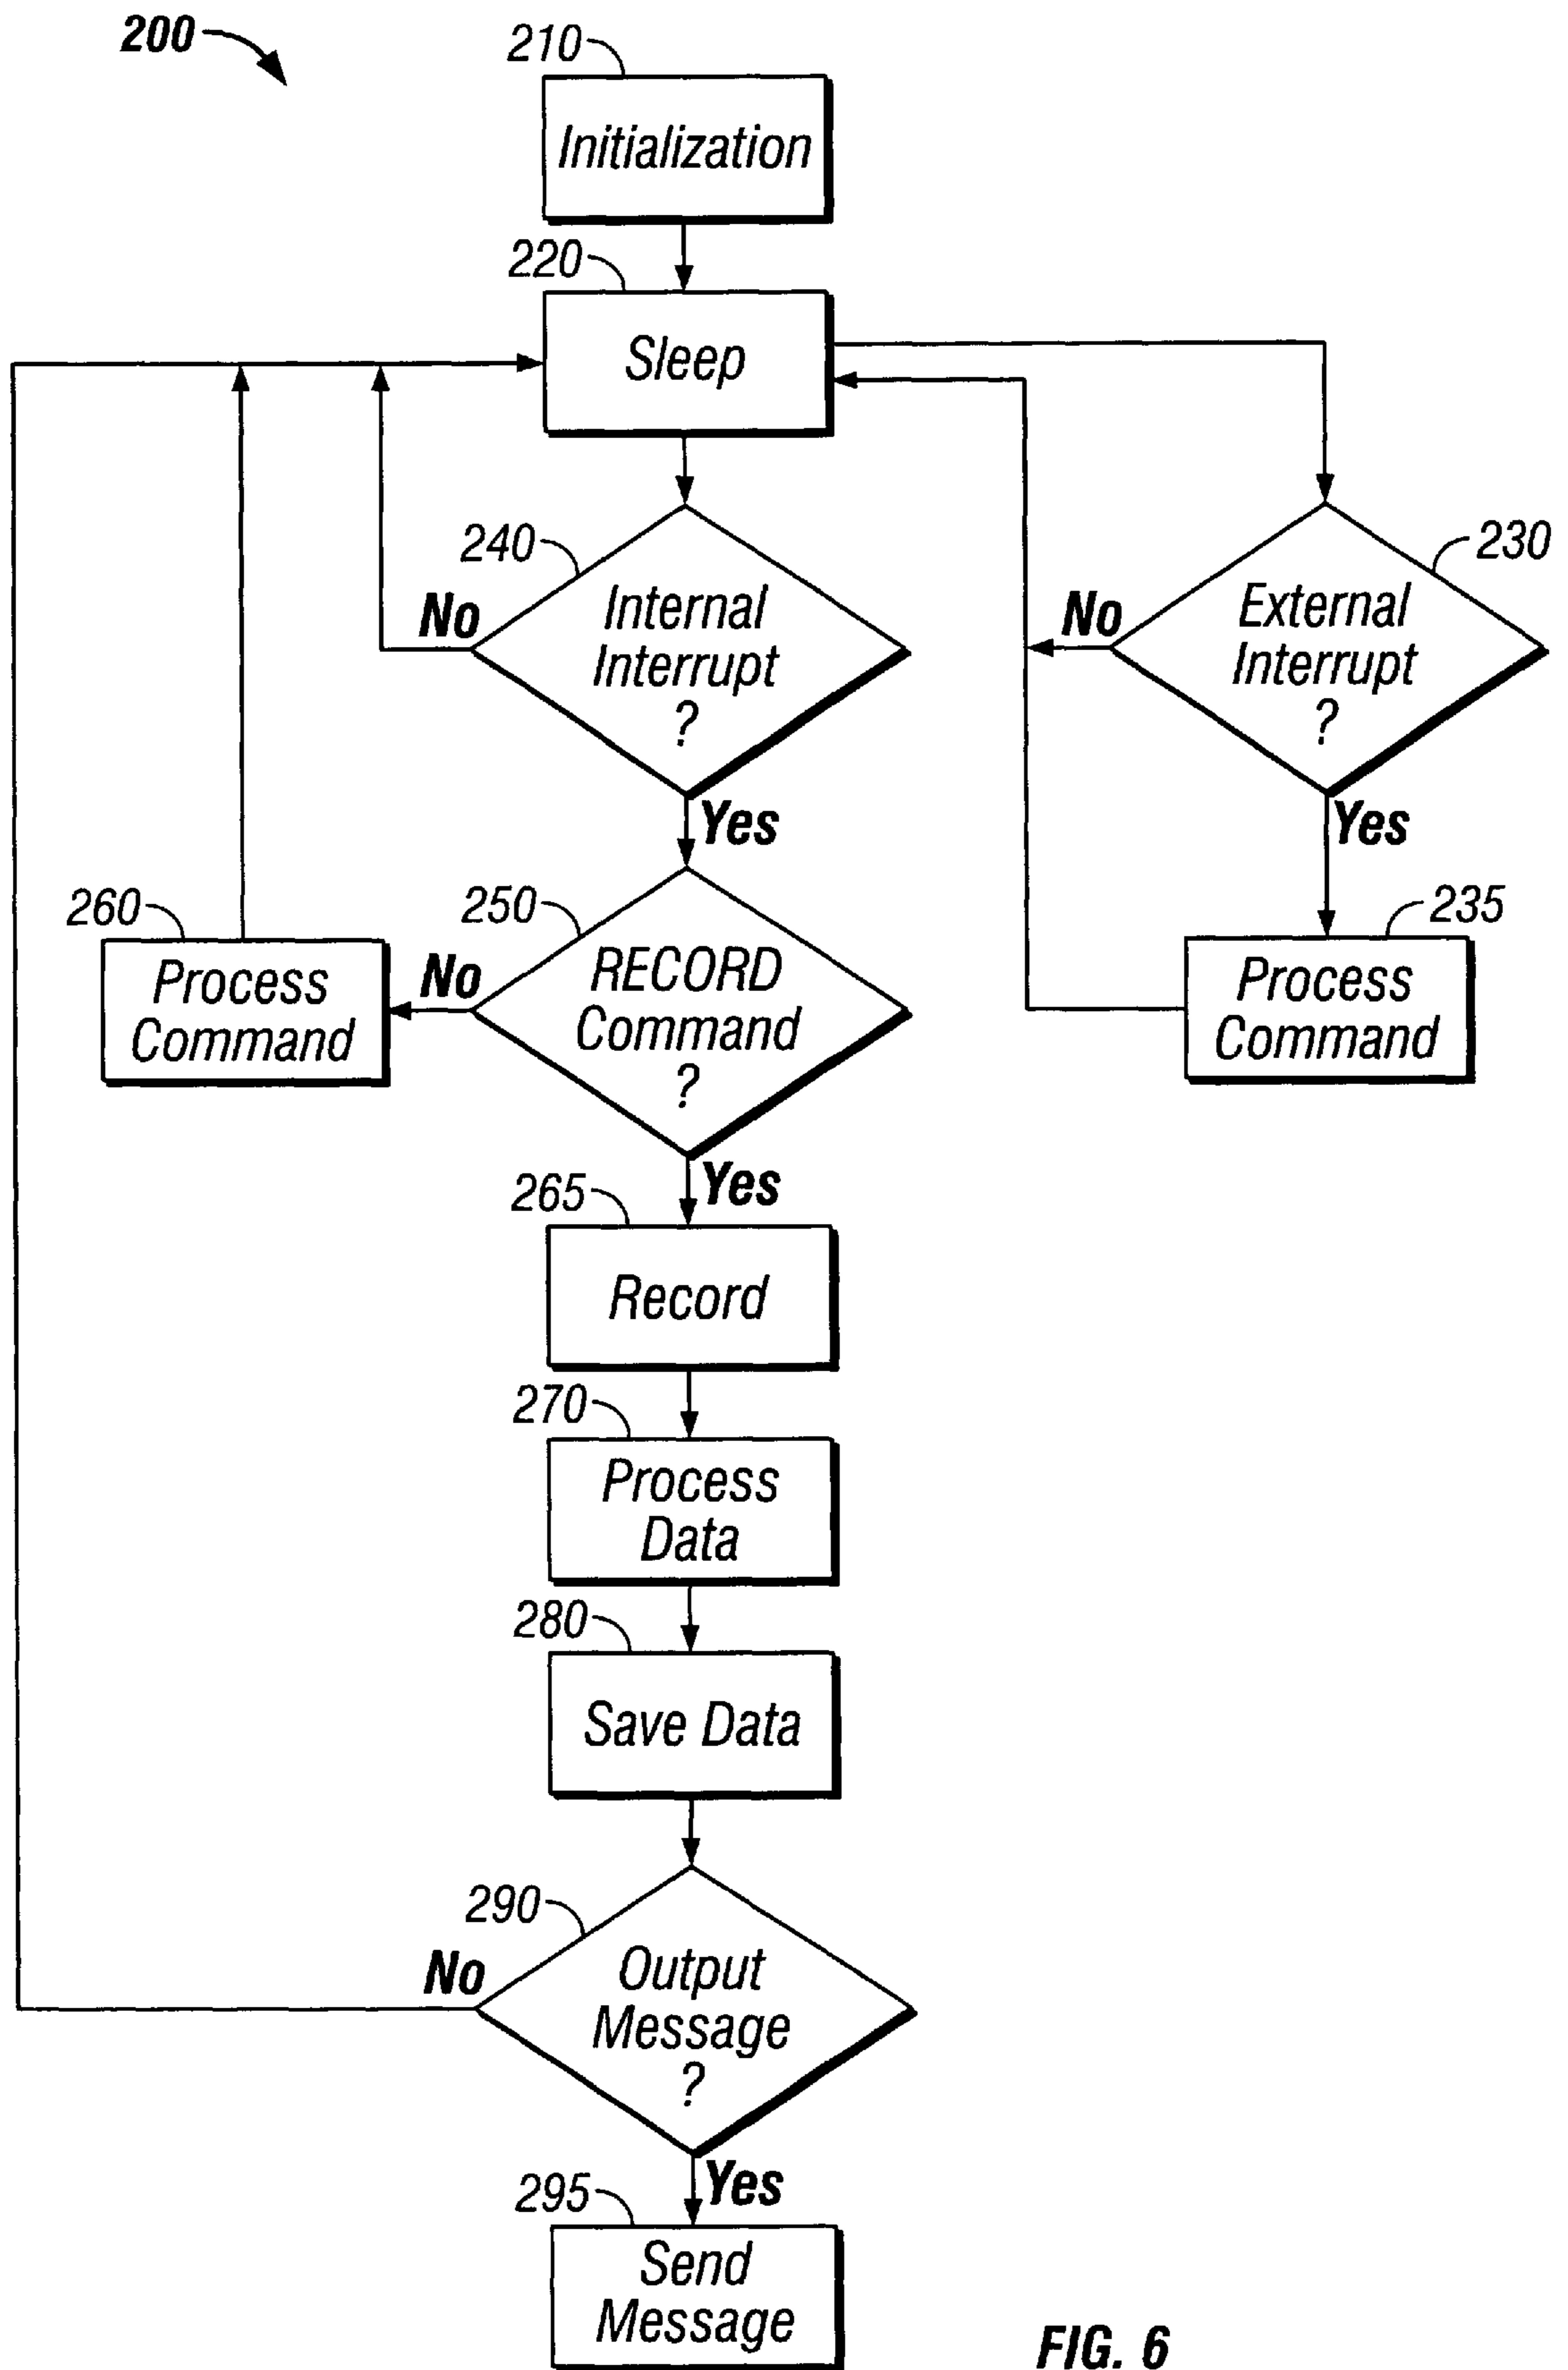 200
210
Initialization
220
Sleep
240
Internal
Interrupt
?
No
Yes
230
External
Interrupt
?
No
Yes
235
Process
Command
250
RECORD
Command
?
No
Yes
260
Process
Command
265
Record
270
Process
Data
280
Save Data
290
Output
Message
?
No
Yes
295
Send
Message
FIG. 6